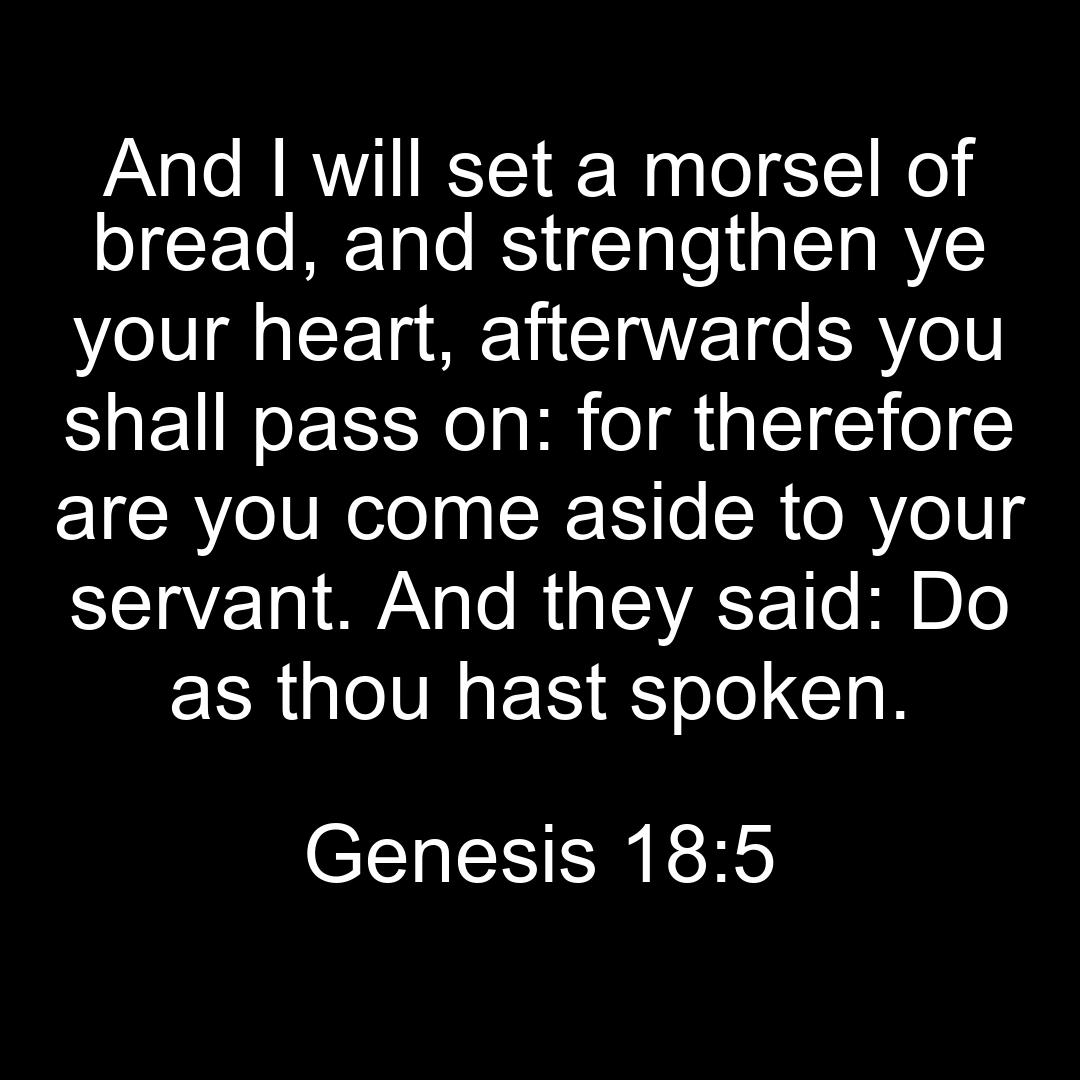 And I will set a morsel of
bread, and strengthen ye
your heart, afterwards you
shall pass on: for therefore
are you come aside to your
servant. And they said: Do
as thou hast spoken.
Genesis 18:5